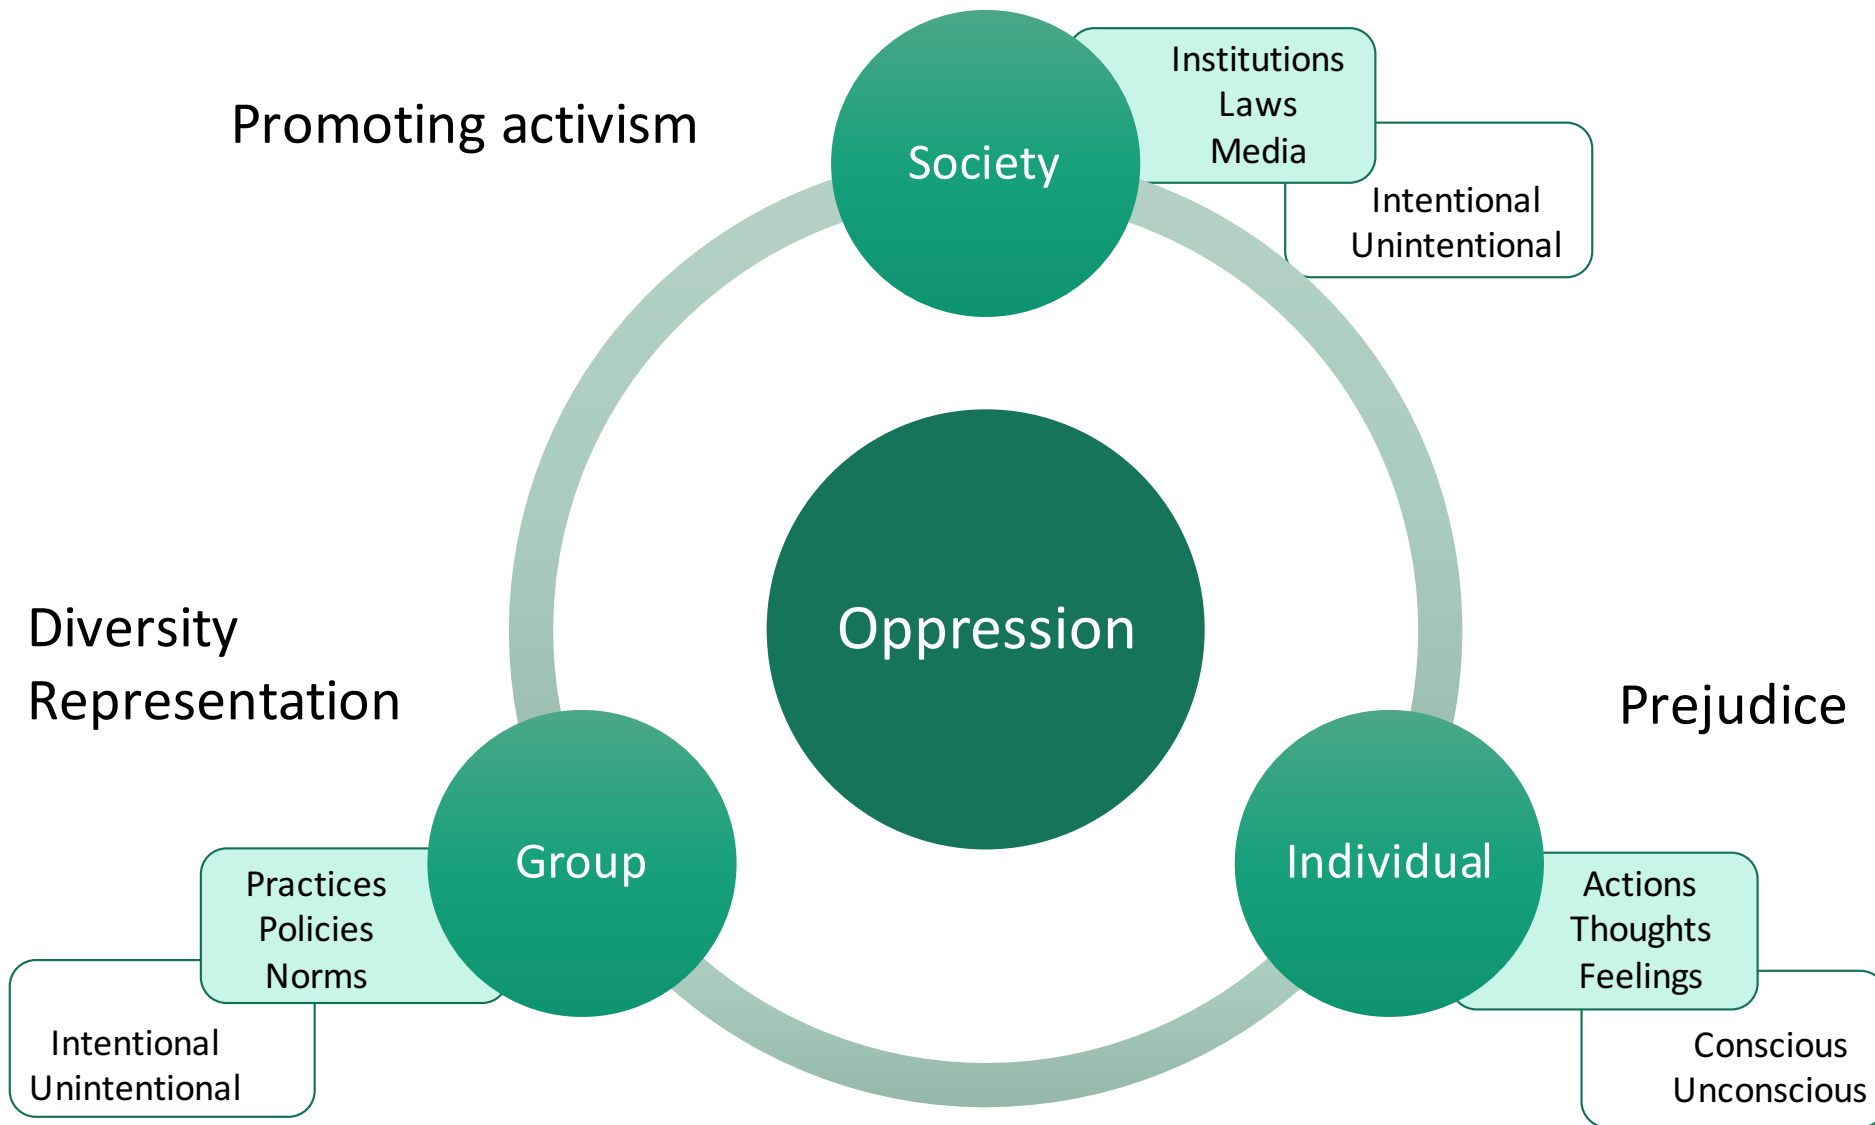 Promoting activism
Society
Institutions
Laws
Media
Intentional
Unintentional
Oppression
Diversity
Representation
Group
Practices
Policies
Norms
Intentional
Unintentional
Prejudice
Individual
Actions
Thoughts
Feelings
Conscious
Unconscious